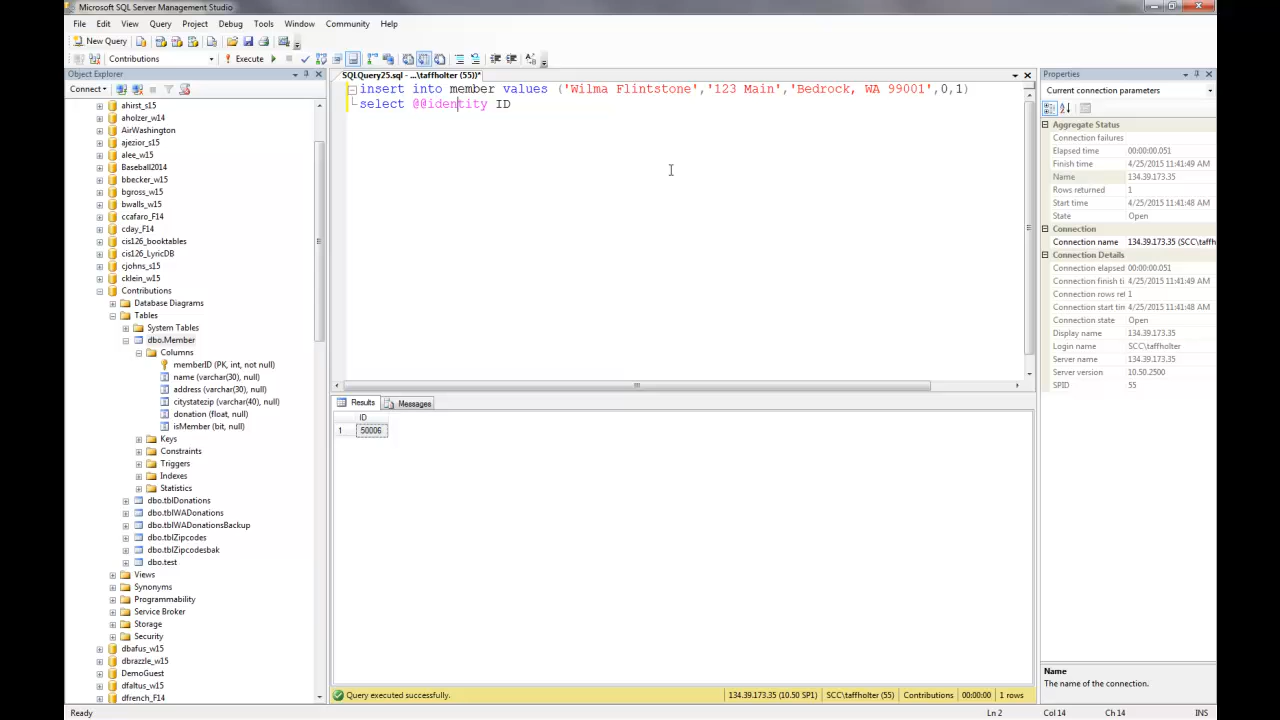 Microsoft SQL Server Management Studio
File Edit View Query Project Debug Tools Window Community Help
New Query
Contributions Execute
Object Explorer
Connect
ahirst_s15
aholzer_w14
AirWashington
ajezior_s15
alee_w15
Baseball2014
bbecker_w15
bgross_w15
bwalls_w15
ccafaro_F14
cday_F14
cis126_booktables
cis126_LyricDB
cjohns_s15
cklein_w15
Contributions
Database Diagrams
Tables
System Tables
dbo.Member
Columns
memberID (PK, int, not null)
name (varchar(30), null)
address (varchar(30), null)
citystatezip (varchar(40), null)
donation (float, null)
isMember (bit, null)
Keys
Constraints
Triggers
Indexes
Statistics
dbo.tblDonations
dbo.tblWADonations
dbo.tblWADonationsBackup
dbo.tblZipcodes
dbo.tblZipcodesbak
dbo.test
Views
Synonyms
Programmability
Service Broker
Storage
Security
dbafus_w15
dbrazzle_w15
DemoGuest
dfaltus_w15
dfrench_F14
SQLQuery25.sql - ...\taffholter (55))*
insert into member values ('Wilma Flintstone','123 Main','Bedrock, WA 99001',0,1)
select @@identity ID
Results Messages
ID
1 50006
Query executed successfully. 134.39.173.35 (10.50 SP1) SCC\taffholter (55) Contributions 00:00:00 1 rows
Properties
Current connection parameters
Aggregate Status
Connection failures
Elapsed time 00:00:00.051
Finish time 4/25/2015 11:41:49 AM
Name 134.39.173.35
Rows returned 1
Start time 4/25/2015 11:41:48 AM
State Open
Connection
Connection name 134.39.173.35 (SCC\taffh
Connection Details
Connection elapsed 00:00:00.051
Connection finish ti 4/25/2015 11:41:49 AM
Connection rows ret 1
Connection start tim 4/25/2015 11:41:48 AM
Connection state Open
Display name 134.39.173.35
Login name SCC\taffholter
Server name 134.39.173.35
Server version 10.50.2500
SPID 55
Name
The name of the connection.
Ready Ln 2 Col 14 Ch 14 INS